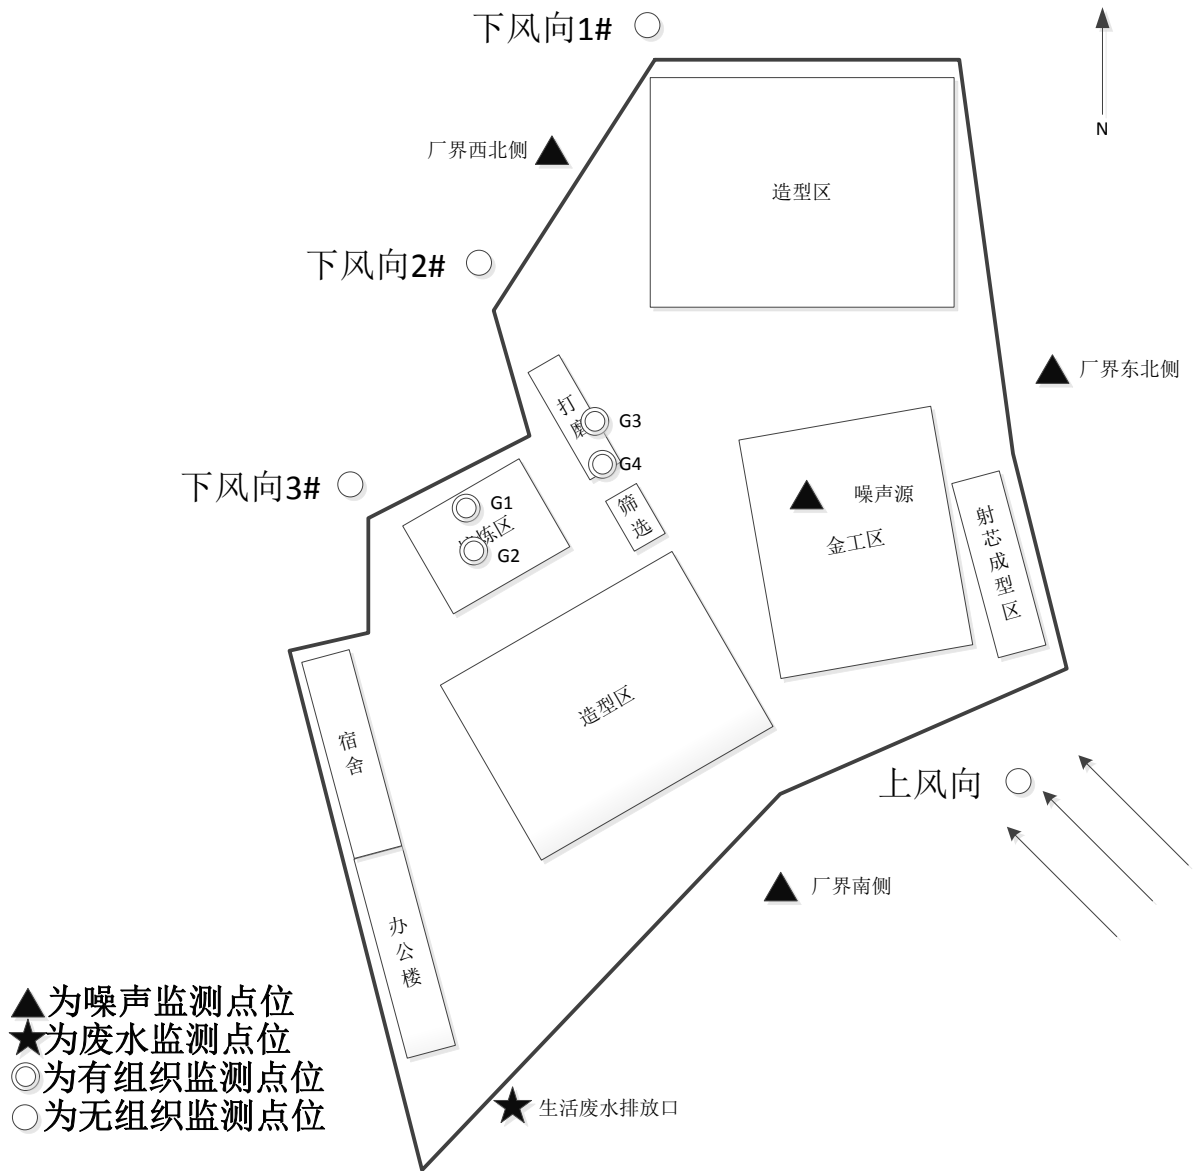 下风向1#
N
厂界西北侧
造型区
下风向2#
厂界东北侧
打磨
G3
G4
下风向3#
G1
炼区
G2
筛选
噪声源
金工区
射芯成型区
造型区
宿舍
上风向
厂界南侧
办公楼
为噪声监测点位
为废水监测点位
为有组织监测点位
为无组织监测点位
生活废水排放口